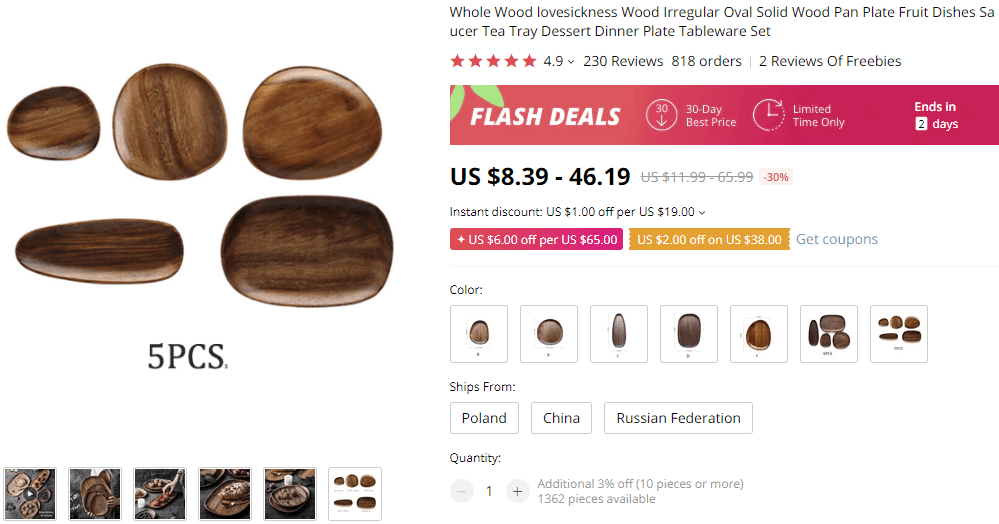 Whole Wood lovesickness Wood Irregular Oval Solid Wood Pan Plate Fruit Dishes Sa
ucer Tea Tray Dessert Dinner Plate Tableware Set
4.9 230 Reviews 818 orders 2 Reviews Of Freebies
FLASH DEALS
30
30-Day
Best Price
Limited
Time Only
Ends in
2 days
US $8.39 - 46.19 US $11.99 - 65.99 -30%
Instant discount: US $1.00 off per US $19.00
US $6.00 off per US $65.00 US $2.00 off on US $38.00 Get coupons
5PCS
Color:
A
B
C
D
Ships From:
Poland China Russian Federation
Quantity:
1
Additional 3% off (10 pieces or more)
1362 pieces available